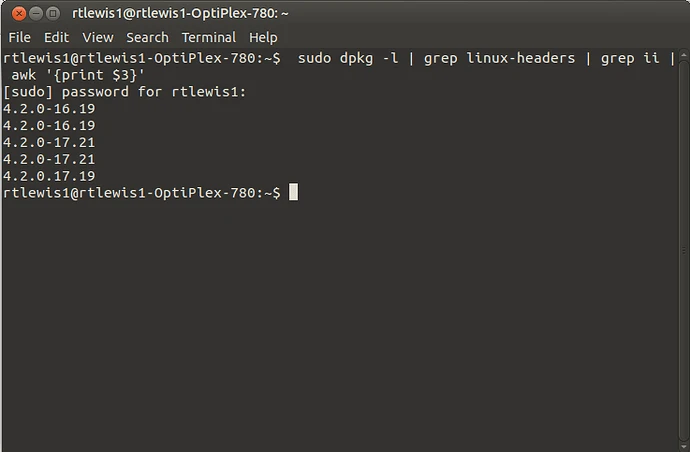 rtlewis1@rtlewis1-OptiPlex-780: ~
File Edit View Search Terminal Help
rtlewis1@rtlewis1-OptiPlex-780:~$  sudo dpkg -l | grep linux-headers | grep ii |
 awk '{print $3}'
[sudo] password for rtlewis1:
4.2.0-16.19
4.2.0-16.19
4.2.0-17.21
4.2.0-17.21
4.2.0.17.19
rtlewis1@rtlewis1-OptiPlex-780:~$